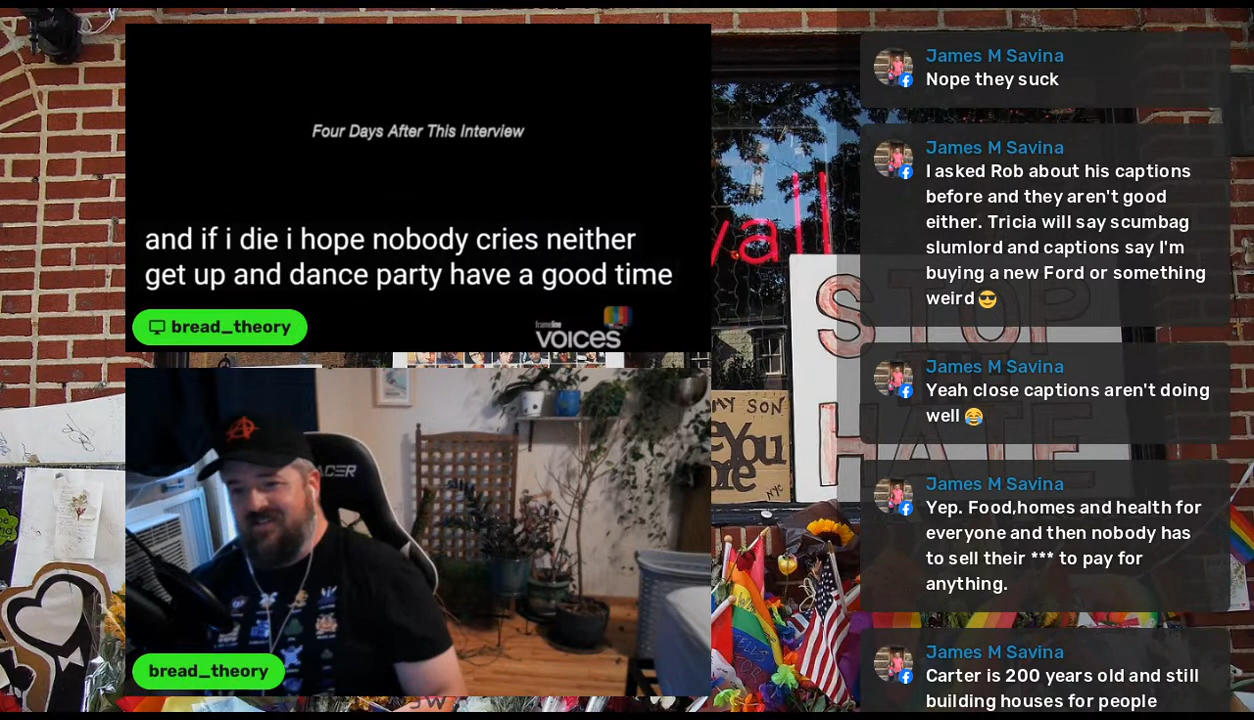 Four Days After This Interview
and if i die i hope nobody cries neither
get up and dance party have a good time
bread_theory
frameline
VOICES
ACER
bread_theory
wall
STOP
HATE
MY SON
NYC
James M Savina
Nope they suck
James M Savina
I asked Rob about his captions
before and they aren't good
either. Tricia will say scumbag
slumlord and captions say I'm
buying a new Ford or something
weird 😎
James M Savina
Yeah close captions aren't doing
well 😂
James M Savina
Yep. Food,homes and health for
everyone and then nobody has
to sell their *** to pay for
anything.
James M Savina
Carter is 200 years old and still
building houses for people